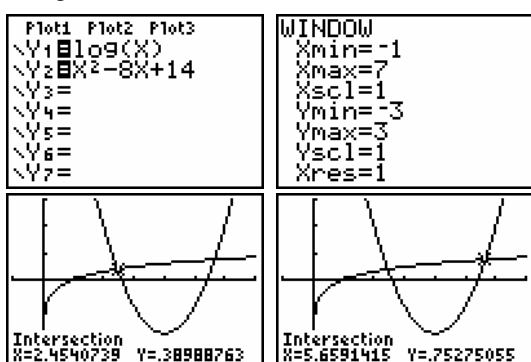 Plot1 Plot2 Plot3
\Y1=log(X)
\Y2=X²-8X+14
\Y3=
\Y4=
\Y5=
\Y6=
\Y7=
WINDOW
Xmin=-1
Xmax=7
Xscl=1
Ymin=-3
Ymax=3
Yscl=1
Xres=1
Intersection
X=2.4540739 Y=.38988763
Intersection
X=5.6591415 Y=.75275055